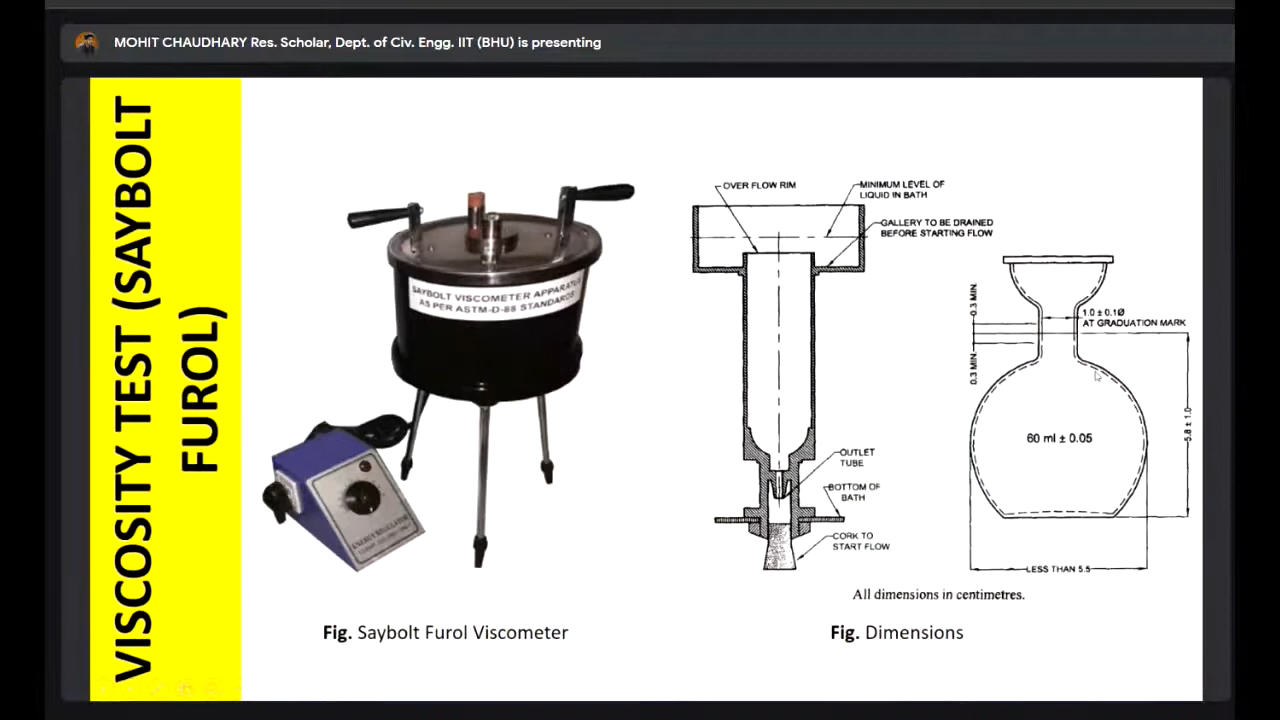 MOHIT CHAUDHARY Res. Scholar, Dept. of Civ. Engg. IIT (BHU) is presenting
VISCOSITY TEST (SAYBOLT
FUROL)
SAYBOLT VISCOMETER APPARATUS
AS PER ASTM-D-88 STANDARDS
ENERGY REGULATOR
OVER FLOW RIM
MINIMUM LEVEL OF
LIQUID IN BATH
GALLERY TO BE DRAINED
BEFORE STARTING FLOW
OUTLET
TUBE
BOTTOM OF
BATH
CORK TO
START FLOW
0.3 MIN.
0.3 MIN.
1.0 ± 0.1Ø
AT GRADUATION MARK
60 ml ± 0.05
5.8 ± 1.0
LESS THAN 5.5
All dimensions in centimetres.
Fig. Saybolt Furol Viscometer
Fig. Dimensions